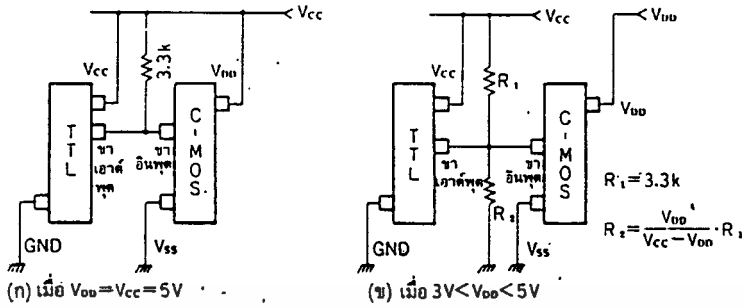 Vcc
3.3k
Vcc
VDD
TTL
ขาเอาต์พุต
ขาอินพุต
C-MOS
GND
Vss
(ก) เมื่อ VDD=Vcc=5V
Vcc
VDD
Vcc
R1
VDD
TTL
ขาเอาต์พุต
ขาอินพุต
C-MOS
R2
GND
Vss
R1=3.3k
R2=VDD/(Vcc-VDD)·R1
(ข) เมื่อ 3V<VDD<5V